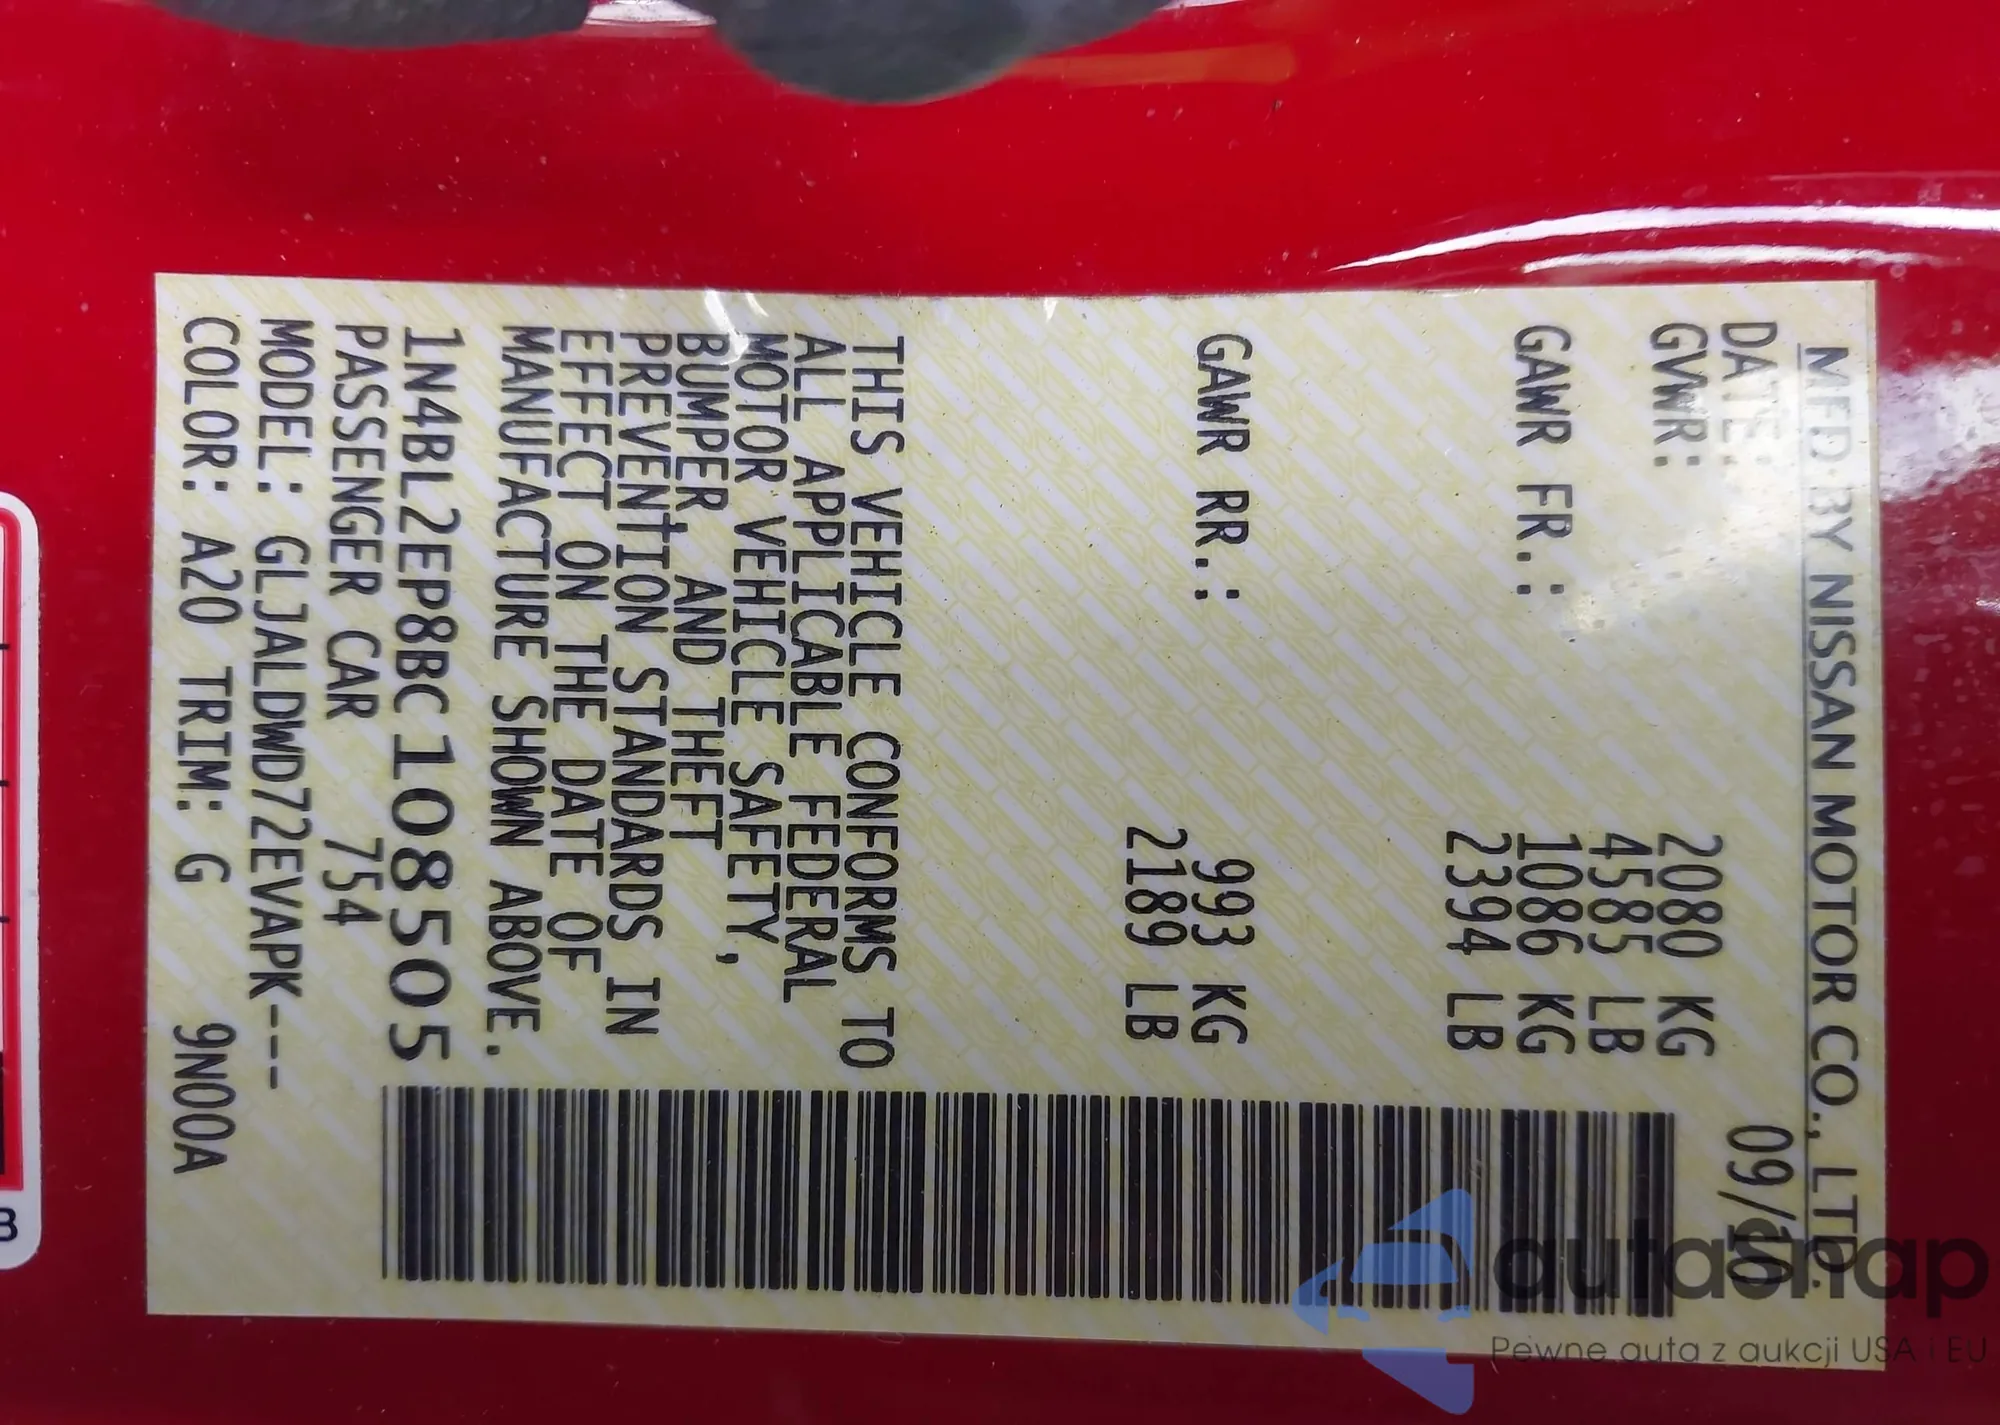 MFD BY NISSAN MOTOR CO., LTD.
DATE: 09/10
GVWR: 2080 KG
4585 LB
GAWR FR.: 1086 KG
2394 LB
GAWR RR.: 993 KG
2189 LB
THIS VEHICLE CONFORMS TO
ALL APPLICABLE FEDERAL
MOTOR VEHICLE SAFETY,
BUMPER, AND THEFT
PREVENTION STANDARDS IN
EFFECT ON THE DATE OF
MANUFACTURE SHOWN ABOVE.
1N4BL2EP8BC108505
PASSENGER CAR 754
MODEL: GLJALDWD72EVAPK---
COLOR: A20 TRIM: G 9N00A
autosnap
Pewne auta z aukcji USA i EU